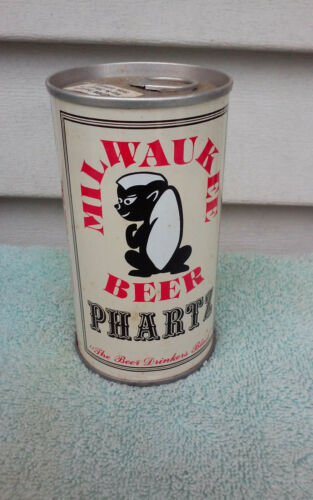 MILWAUKEE
BEER
PHARTZ
"The Beer Drinkers